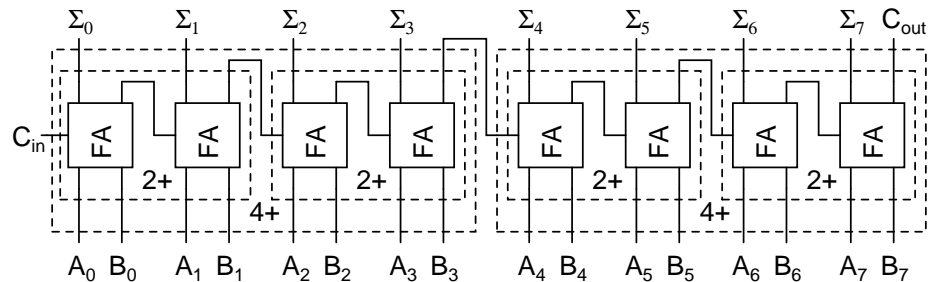 Σ₀ Σ₁ Σ₂ Σ₃ Σ₄ Σ₅ Σ₆ Σ₇ Cout
Cin FA FA FA FA FA FA FA FA
2+ 2+ 2+ 2+
4+ 4+
A₀ B₀ A₁ B₁ A₂ B₂ A₃ B₃ A₄ B₄ A₅ B₅ A₆ B₆ A₇ B₇